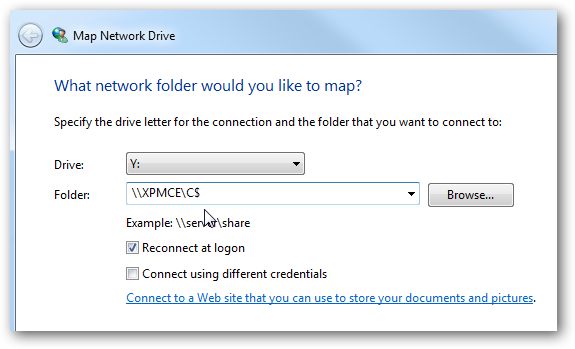 Map Network Drive
What network folder would you like to map?
Specify the drive letter for the connection and the folder that you want to connect to:
Drive: Y:
Folder: \\XPMCE\C$ Browse...
Example: \\server\share
Reconnect at logon
Connect using different credentials
Connect to a Web site that you can use to store your documents and pictures.